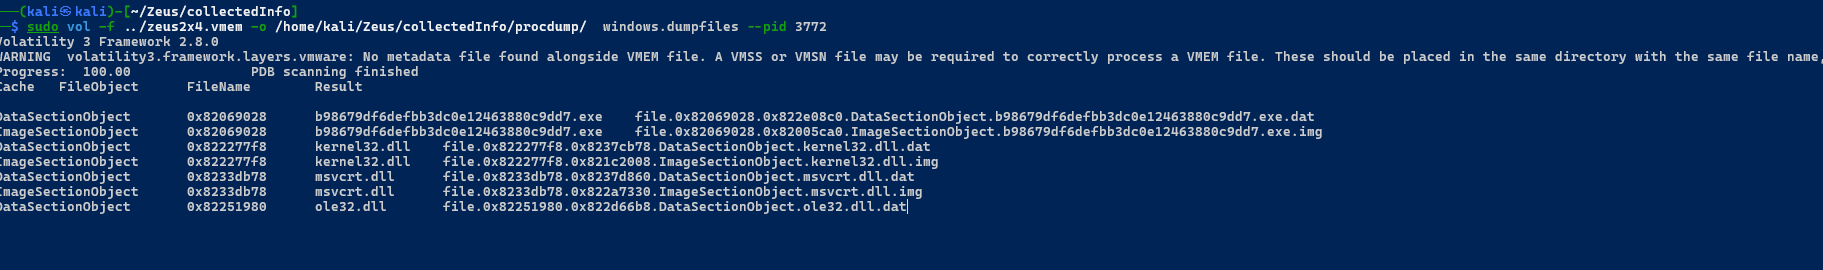 ──(kali㉿kali)-[~/Zeus/collectedInfo]
─$ sudo vol -f ../zeus2x4.vmem -o /home/kali/Zeus/collectedInfo/procdump/  windows.dumpfiles --pid 3772
Volatility 3 Framework 2.8.0
WARNING  volatility3.framework.layers.vmware: No metadata file found alongside VMEM file. A VMSS or VMSN file may be required to correctly process a VMEM file. These should be placed in the same directory with the same file name,
Progress:  100.00               PDB scanning finished
Cache   FileObject      FileName        Result
DataSectionObject       0x82069028      b98679df6defbb3dc0e12463880c9dd7.exe    file.0x82069028.0x822e08c0.DataSectionObject.b98679df6defbb3dc0e12463880c9dd7.exe.dat
ImageSectionObject      0x82069028      b98679df6defbb3dc0e12463880c9dd7.exe    file.0x82069028.0x82005ca0.ImageSectionObject.b98679df6defbb3dc0e12463880c9dd7.exe.img
DataSectionObject       0x822277f8      kernel32.dll    file.0x822277f8.0x8237cb78.DataSectionObject.kernel32.dll.dat
ImageSectionObject      0x822277f8      kernel32.dll    file.0x822277f8.0x821c2008.ImageSectionObject.kernel32.dll.img
DataSectionObject       0x8233db78      msvcrt.dll      file.0x8233db78.0x8237d860.DataSectionObject.msvcrt.dll.dat
ImageSectionObject      0x8233db78      msvcrt.dll      file.0x8233db78.0x822a7330.ImageSectionObject.msvcrt.dll.img
DataSectionObject       0x82251980      ole32.dll       file.0x82251980.0x822d66b8.DataSectionObject.ole32.dll.dat